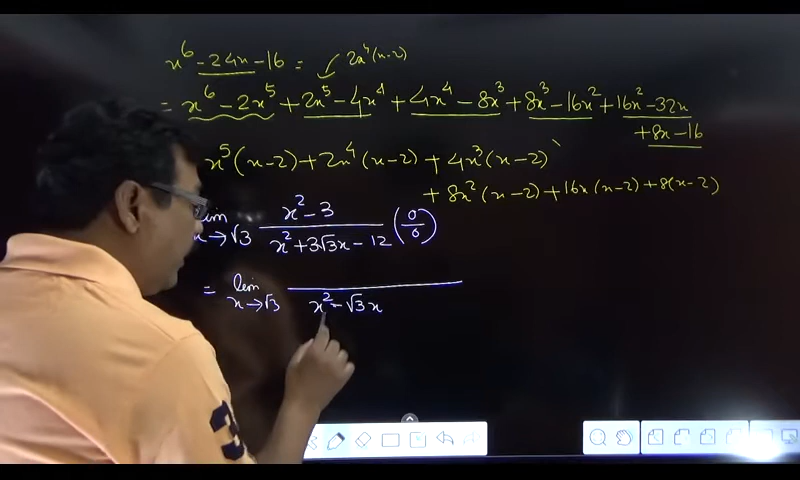 x⁶ - 24x - 16 = 2x⁴(x-2)
= x⁶ - 2x⁵ + 2x⁵ - 4x⁴ + 4x⁴ - 8x³ + 8x³ - 16x² + 16x² - 32x
+ 8x - 16
x⁵(x-2) + 2x⁴(x-2) + 4x³(x-2)
+ 8x²(x-2) + 16x(x-2) + 8(x-2)
lim x→√3 (x² - 3)/(x² + 3√3x - 12) (0/0)
= lim x→√3 x² - √3x